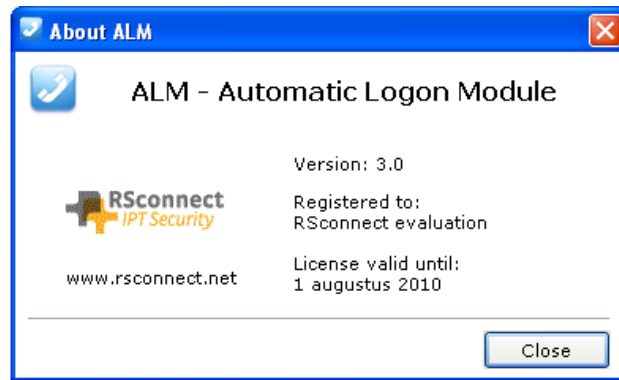 About ALM
ALM - Automatic Logon Module
Version: 3.0
RSconnect
IPT Security
Registered to:
RSconnect evaluation
www.rsconnect.net
License valid until:
1 augustus 2010
Close